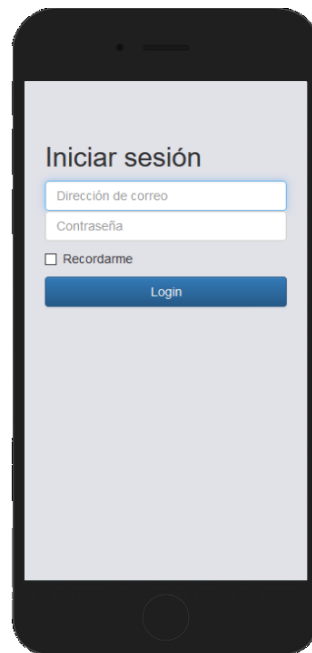 Iniciar sesión
Dirección de correo
Contraseña
Recordarme
Login